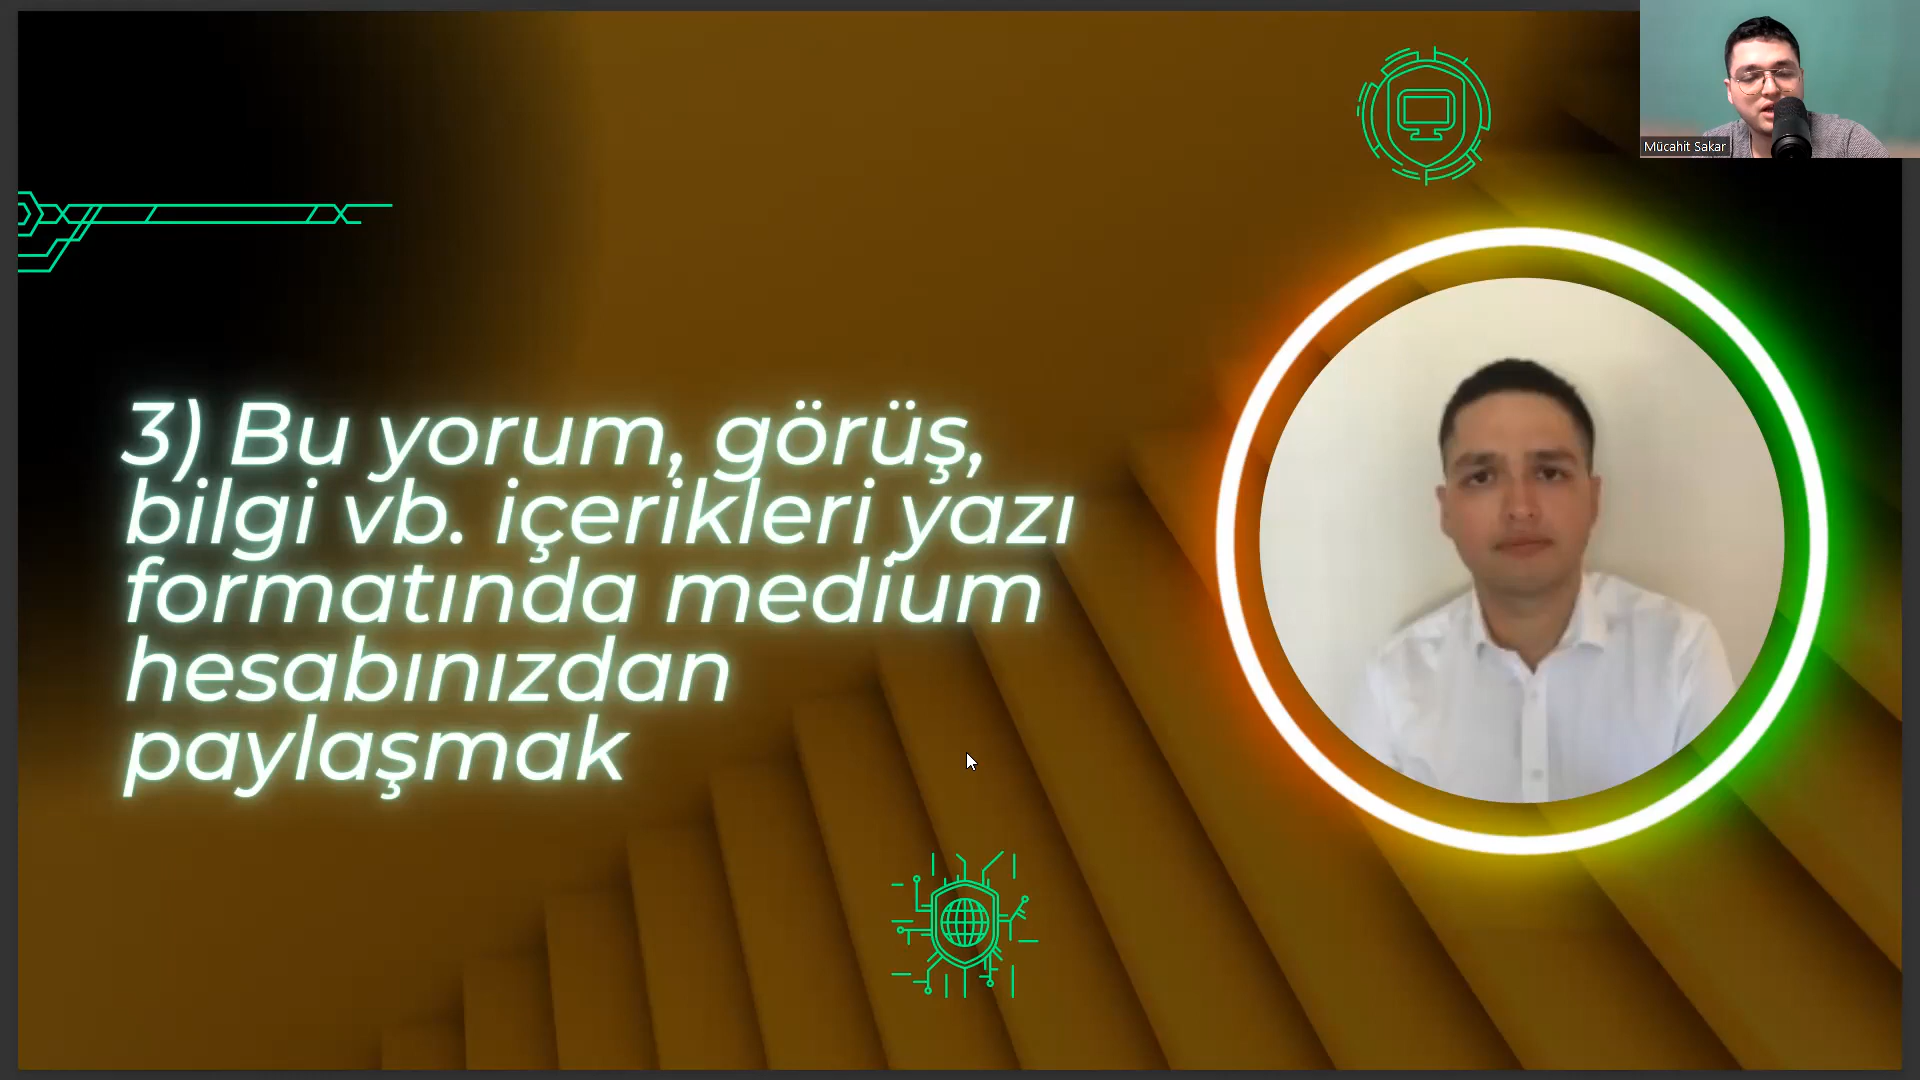 Mücahit Sakar
3) Bu yorum, görüş,
bilgi vb. içerikleri yazı
formatında medium
hesabınızdan
paylaşmak